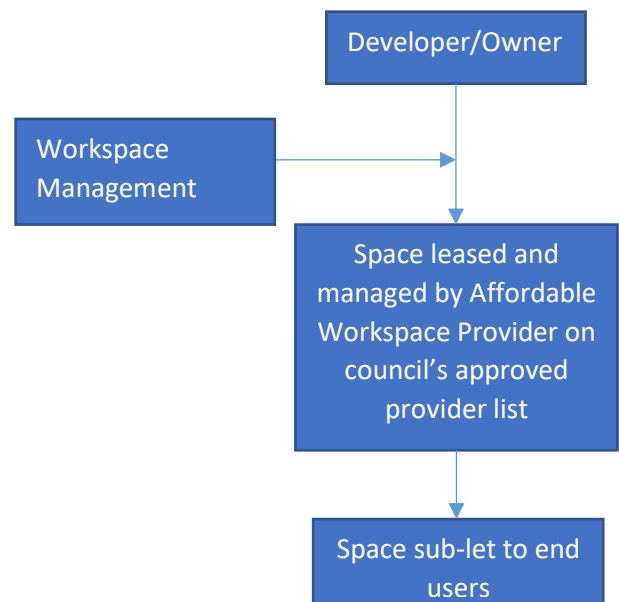 Developer/Owner
Workspace
Management
Space leased and
managed by Affordable
Workspace Provider on
council’s approved
provider list
Space sub-let to end
users